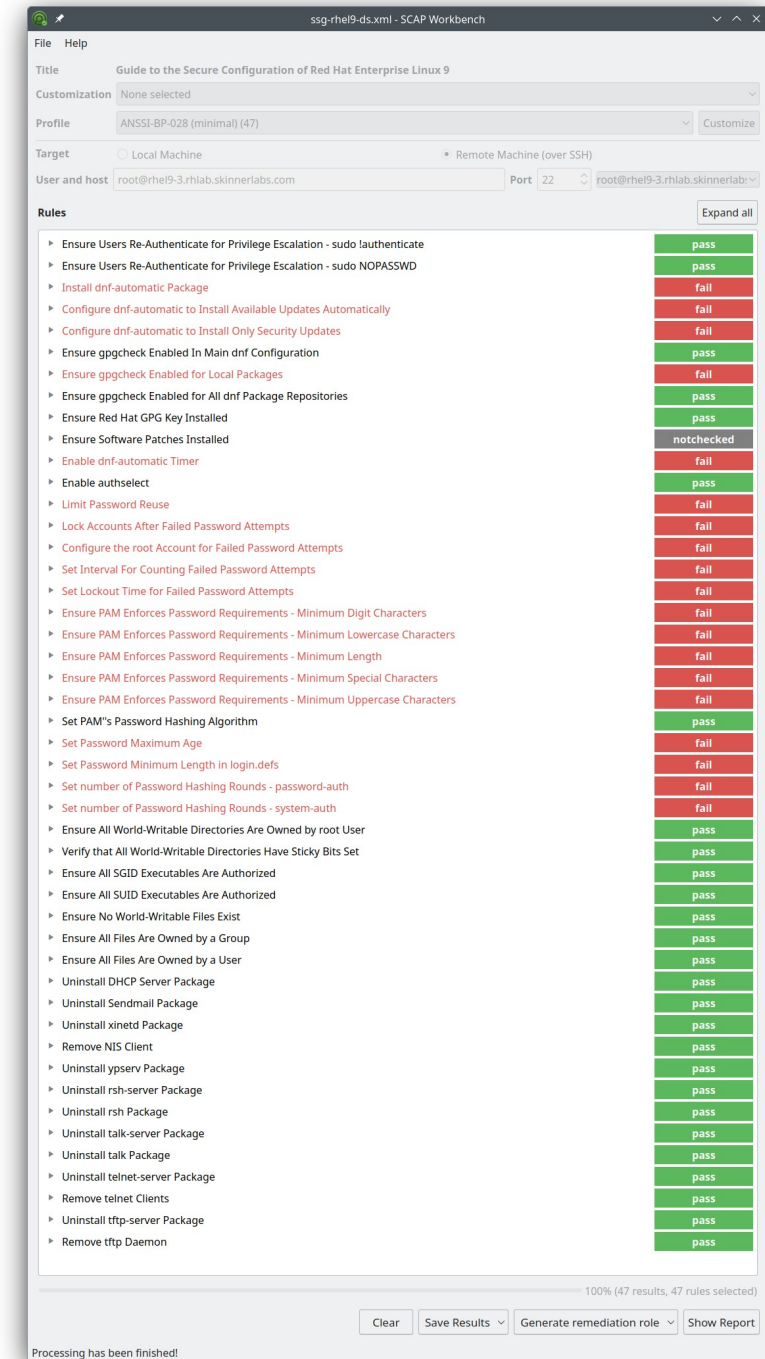 ssg-rhel9-ds.xml - SCAP Workbench
File Help
Title Guide to the Secure Configuration of Red Hat Enterprise Linux 9
Customization None selected
Profile ANSSI-BP-028 (minimal) (47) Customize
Target Local Machine Remote Machine (over SSH)
User and host root@rhel9-3.rhlab.skinnerlabs.com Port 22 root@rhel9-3.rhlab.skinnerlab:
Rules Expand all
Ensure Users Re-Authenticate for Privilege Escalation - sudo !authenticate pass
Ensure Users Re-Authenticate for Privilege Escalation - sudo NOPASSWD pass
Install dnf-automatic Package fail
Configure dnf-automatic to Install Available Updates Automatically fail
Configure dnf-automatic to Install Only Security Updates fail
Ensure gpgcheck Enabled In Main dnf Configuration pass
Ensure gpgcheck Enabled for Local Packages fail
Ensure gpgcheck Enabled for All dnf Package Repositories pass
Ensure Red Hat GPG Key Installed pass
Ensure Software Patches Installed notchecked
Enable dnf-automatic Timer fail
Enable authselect pass
Limit Password Reuse fail
Lock Accounts After Failed Password Attempts fail
Configure the root Account for Failed Password Attempts fail
Set Interval For Counting Failed Password Attempts fail
Set Lockout Time for Failed Password Attempts fail
Ensure PAM Enforces Password Requirements - Minimum Digit Characters fail
Ensure PAM Enforces Password Requirements - Minimum Lowercase Characters fail
Ensure PAM Enforces Password Requirements - Minimum Length fail
Ensure PAM Enforces Password Requirements - Minimum Special Characters fail
Ensure PAM Enforces Password Requirements - Minimum Uppercase Characters fail
Set PAM''s Password Hashing Algorithm pass
Set Password Maximum Age fail
Set Password Minimum Length in login.defs fail
Set number of Password Hashing Rounds - password-auth fail
Set number of Password Hashing Rounds - system-auth fail
Ensure All World-Writable Directories Are Owned by root User pass
Verify that All World-Writable Directories Have Sticky Bits Set pass
Ensure All SGID Executables Are Authorized pass
Ensure All SUID Executables Are Authorized pass
Ensure No World-Writable Files Exist pass
Ensure All Files Are Owned by a Group pass
Ensure All Files Are Owned by a User pass
Uninstall DHCP Server Package pass
Uninstall Sendmail Package pass
Uninstall xinetd Package pass
Remove NIS Client pass
Uninstall ypserv Package pass
Uninstall rsh-server Package pass
Uninstall rsh Package pass
Uninstall talk-server Package pass
Uninstall talk Package pass
Uninstall telnet-server Package pass
Remove telnet Clients pass
Uninstall tftp-server Package pass
Remove tftp Daemon pass
100% (47 results, 47 rules selected)
Clear Save Results Generate remediation role Show Report
Processing has been finished!